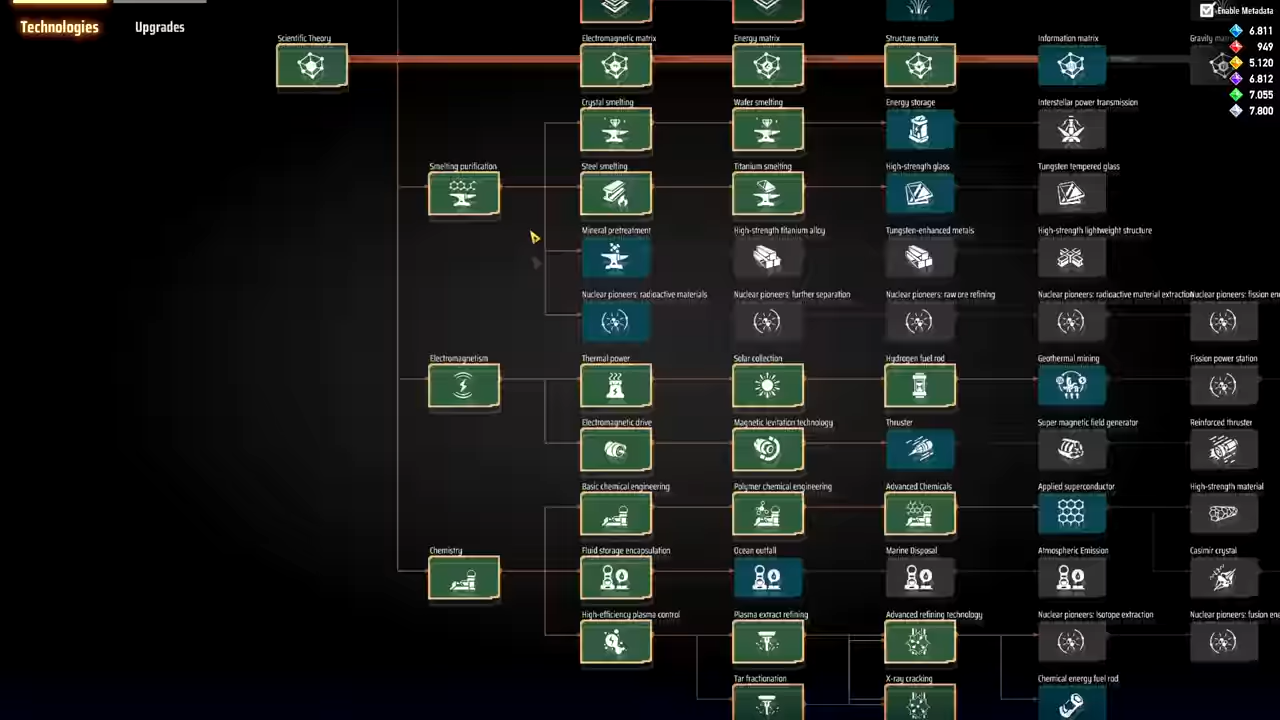 Technologies
Upgrades
Enable Metadata
6.811
949
5.120
6.812
7.055
7.800
Scientific Theory
Electromagnetic matrix
Energy matrix
Structure matrix
Information matrix
Gravity
Crystal smelting
Wafer smelting
Energy storage
Interstellar power transmission
Smelting purification
Steel smelting
Titanium smelting
High-strength glass
Tungsten tempered glass
Mineral pretreatment
High-strength titanium alloy
Tungsten-enhanced metals
High-strength lightweight structure
Nuclear pioneers: radioactive materials
Nuclear pioneers: further separation
Nuclear pioneers: raw ore refining
Nuclear pioneers: radioactive material extraction
Nuclear pioneers: fission en
Electromagnetism
Thermal power
Solar collection
Hydrogen fuel rod
Geothermal mining
Fission power station
Electromagnetic drive
Magnetic levitation technology
Thruster
Super magnetic field generator
Reinforced thruster
Basic chemical engineering
Polymer chemical engineering
Advanced Chemicals
Applied superconductor
High-strength material
Chemistry
Fluid storage encapsulation
Ocean outfall
Marine Disposal
Atmospheric Emission
Casimir crystal
High-efficiency plasma control
Plasma extract refining
Advanced refining technology
Nuclear pioneers: Isotope extraction
Nuclear pioneers: fusion en
Tar fractionation
X-ray cracking
Chemical energy fuel rod